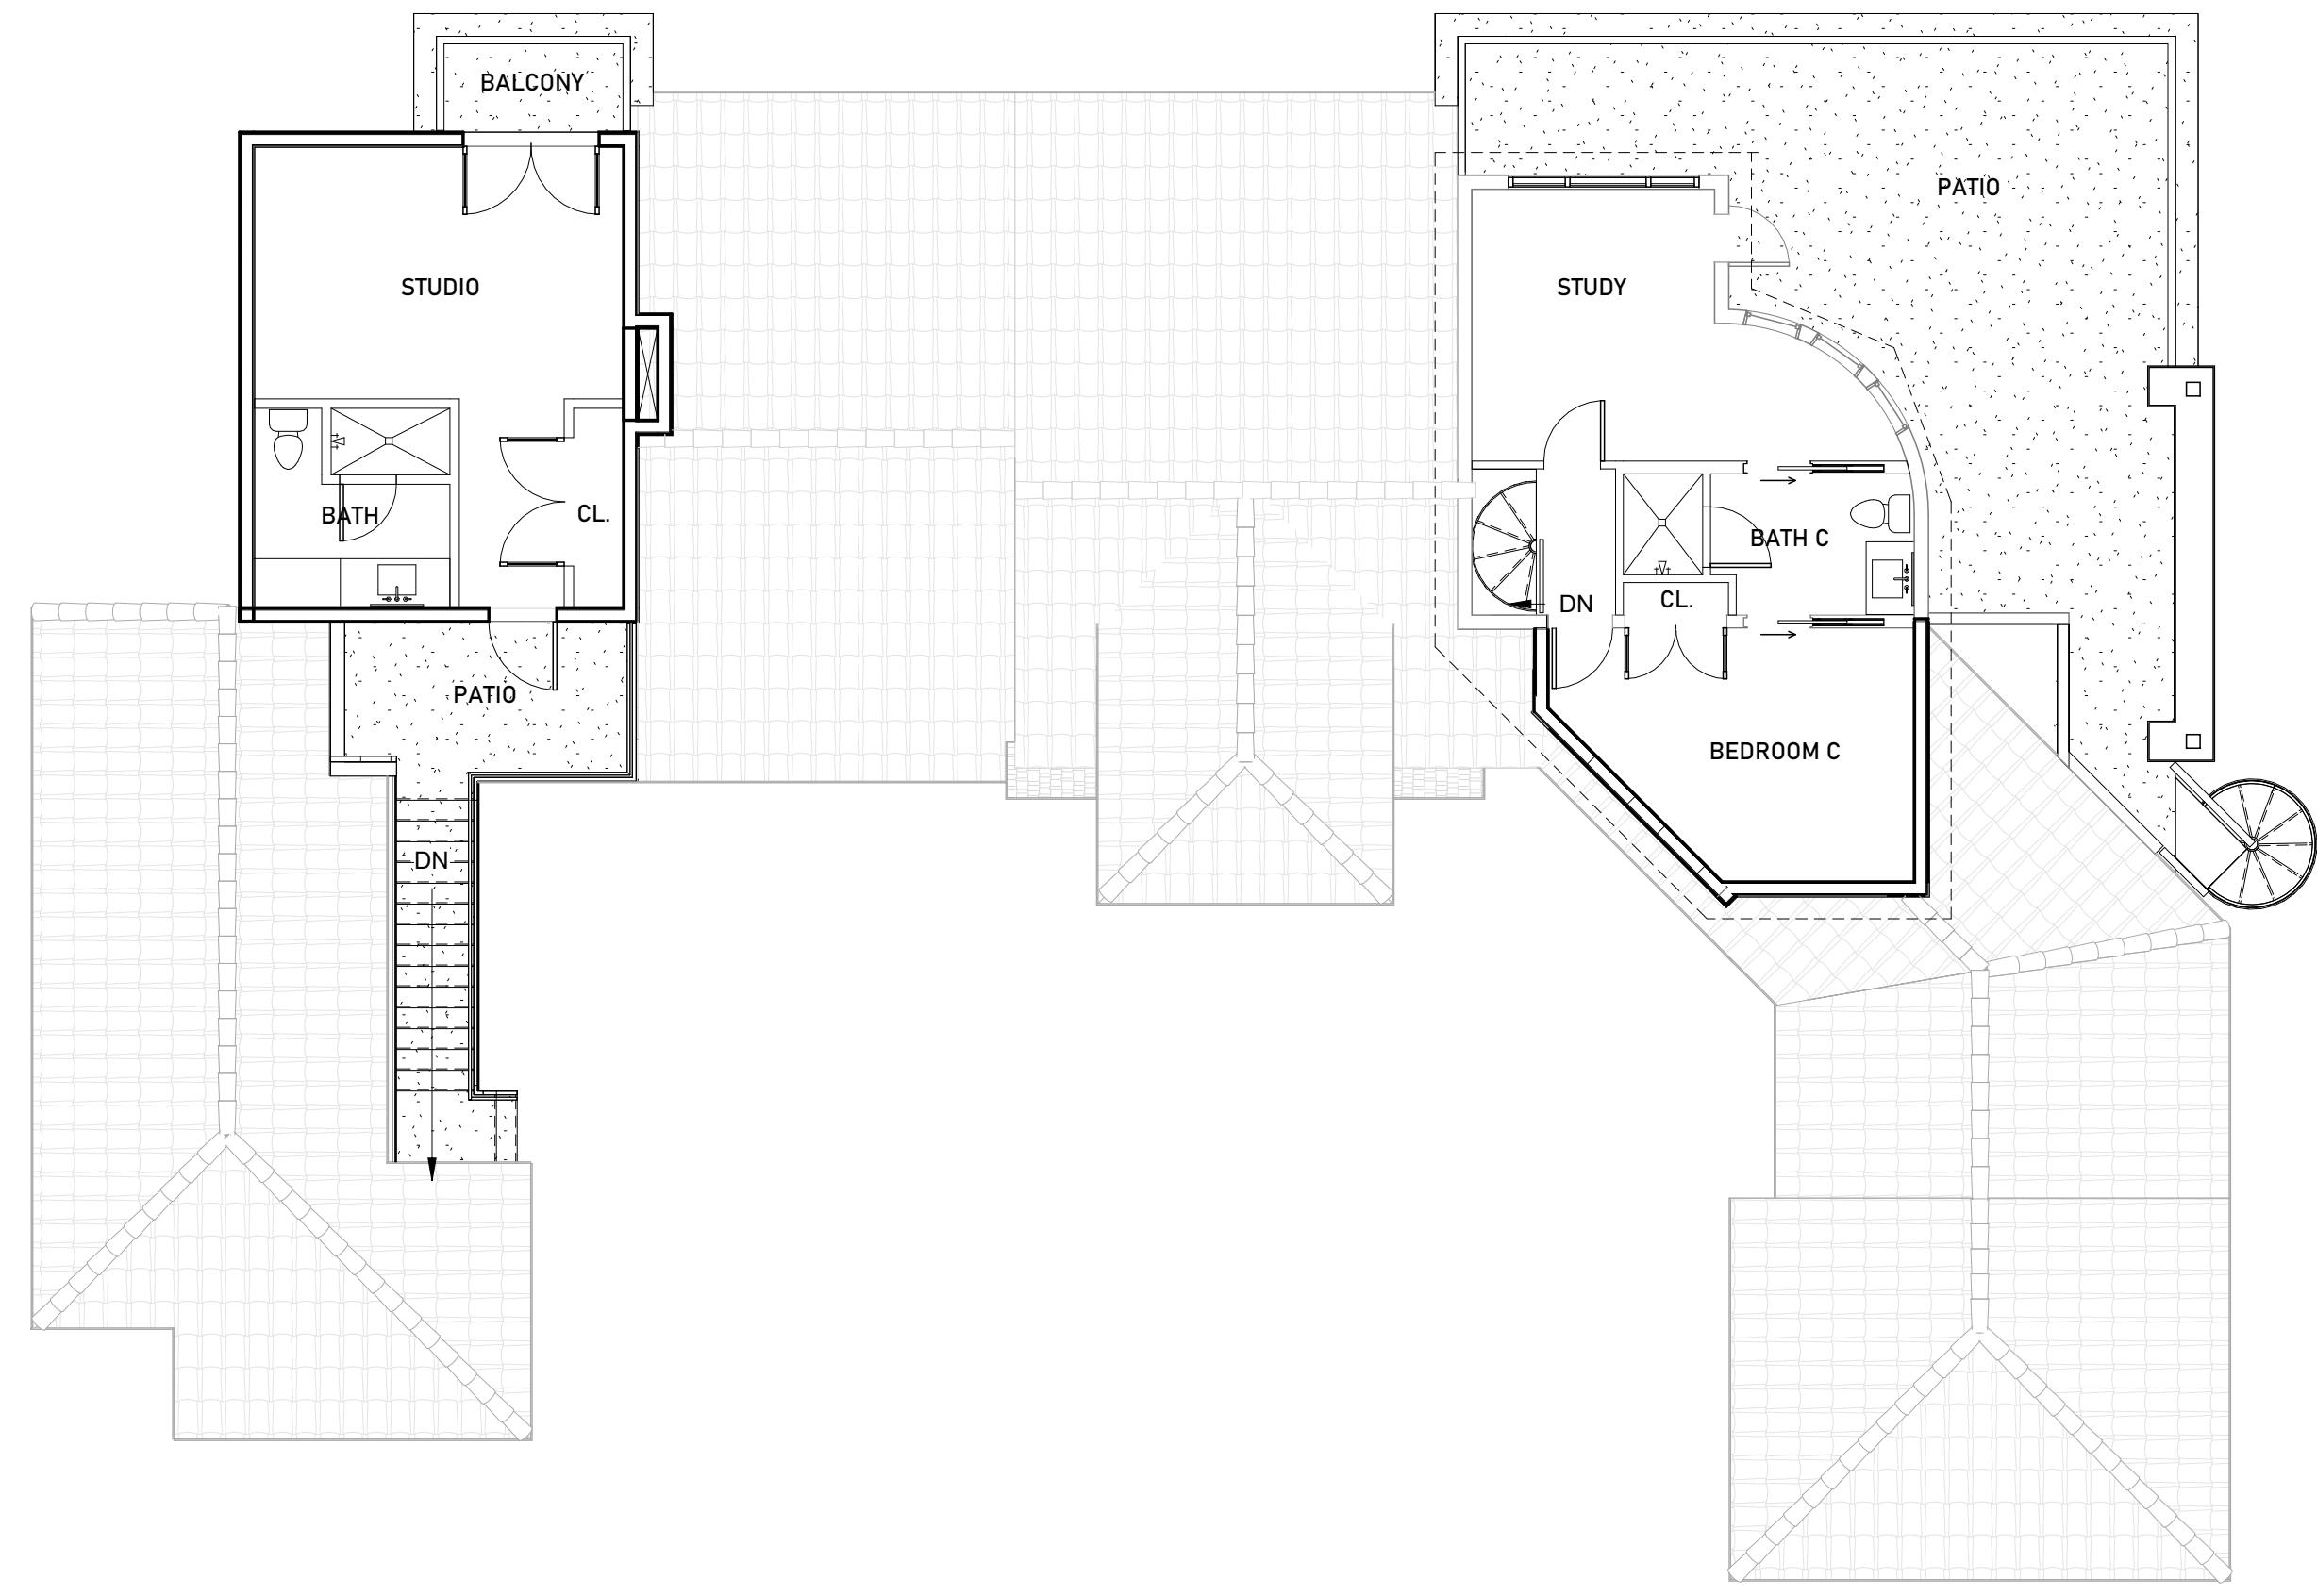 BALCONY
STUDIO
BATH
CL.
PATIO
DN
PATIO
STUDY
BATH C
DN
CL.
BEDROOM C